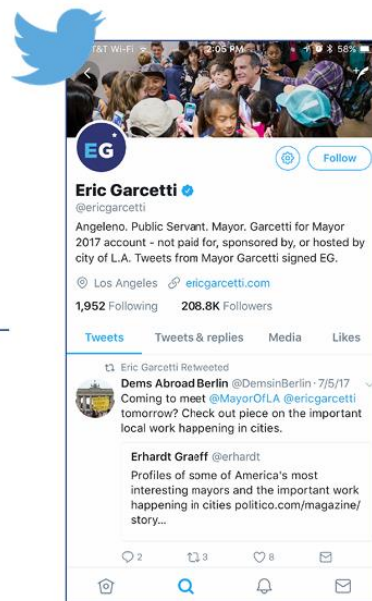 AT&T Wi-Fi 2:05 PM 58%
EG
Follow
Eric Garcetti
@ericgarcetti
Angeleno. Public Servant. Mayor. Garcetti for Mayor
2017 account - not paid for, sponsored by, or hosted by
city of L.A. Tweets from Mayor Garcetti signed EG.
Los Angeles ericgarcetti.com
1,952 Following 208.8K Followers
Tweets Tweets & replies Media Likes
Eric Garcetti Retweeted
Dems Abroad Berlin @DemsinBerlin · 7/5/17
Coming to meet @MayorOfLA @ericgarcetti
tomorrow? Check out piece on the important
local work happening in cities.
Erhardt Graeff @erhardt
Profiles of some of America's most
interesting mayors and the important work
happening in cities politico.com/magazine/
story...
2 3 8